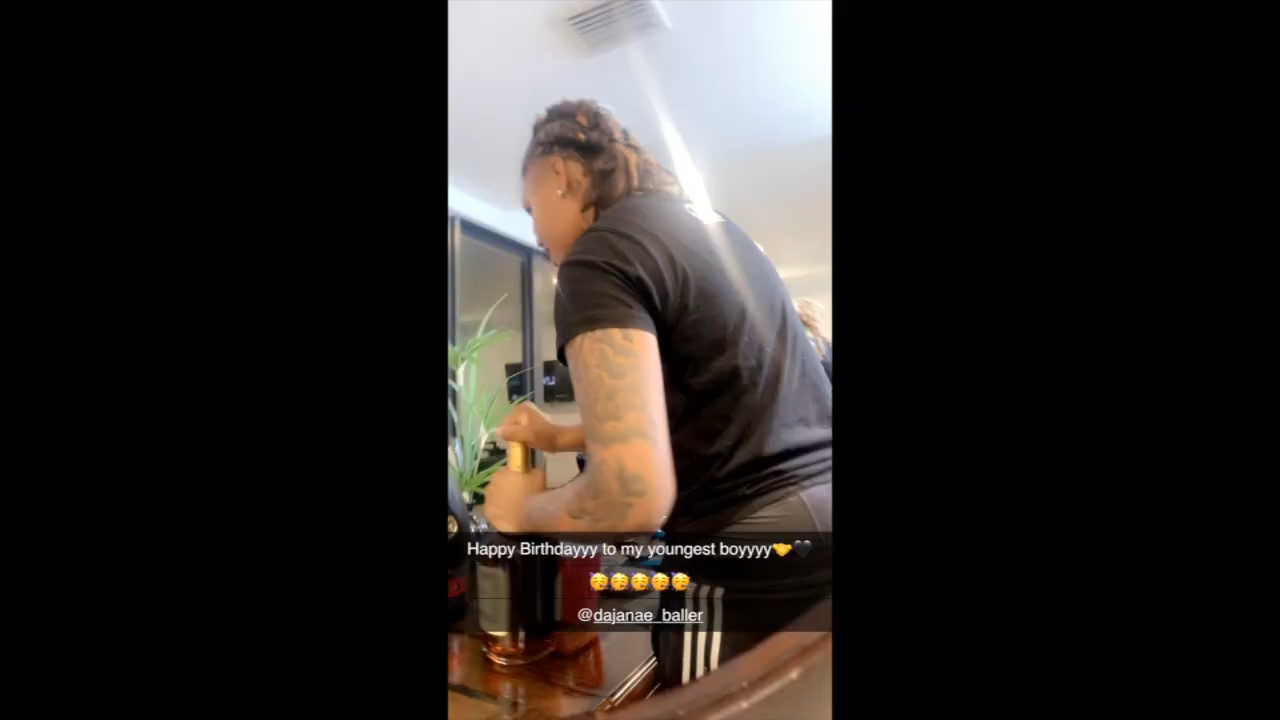 Happy Birthdayyy to my youngest boyyyy🤝🖤
🥳🥳🥳🥳🥳
@dajanae_baller